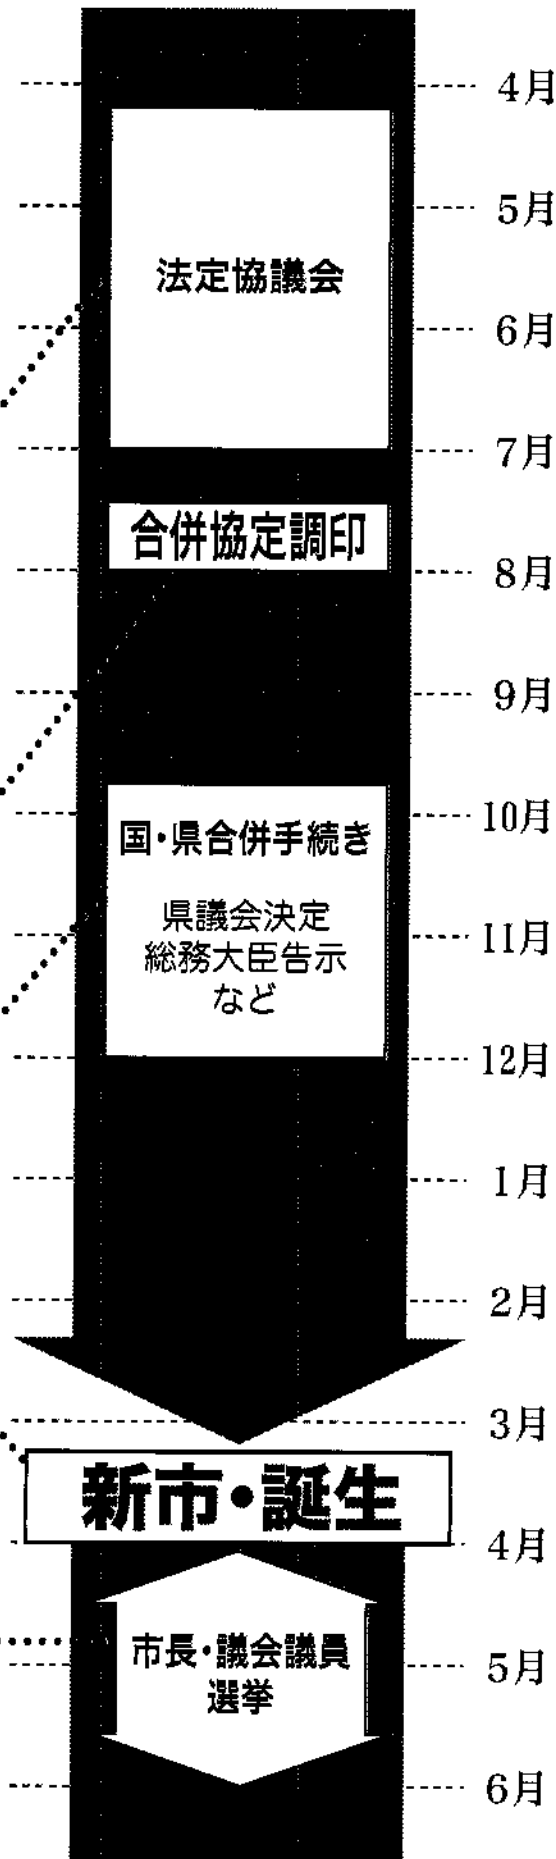 4月
5月
法定協議会
6月
7月
合併協定調印
8月
9月
10月
国・県合併手続き
県議会決定
総務大臣告示
など
11月
12月
1月
2月
3月
新市・誕生
4月
市長・議会議員
選挙
5月
6月